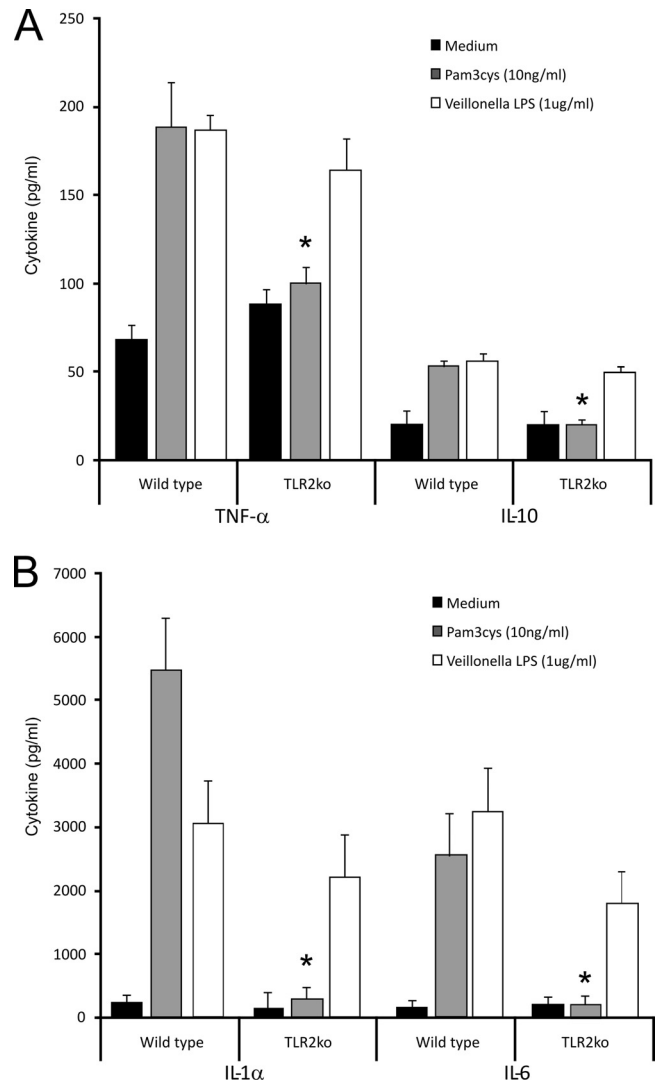 A
250
200
150
100
50
0
Cytokine (pg/ml)
Medium
Pam3cys (10ng/ml)
Veillonella LPS (1ug/ml)
*
*
Wild type TLR2ko Wild type TLR2ko
TNF-α IL-10
B
7000
6000
5000
4000
3000
2000
1000
0
Cytokine (pg/ml)
Medium
Pam3cys (10ng/ml)
Veillonella LPS (1ug/ml)
*
*
Wild type TLR2ko Wild type TLR2ko
IL-1α IL-6